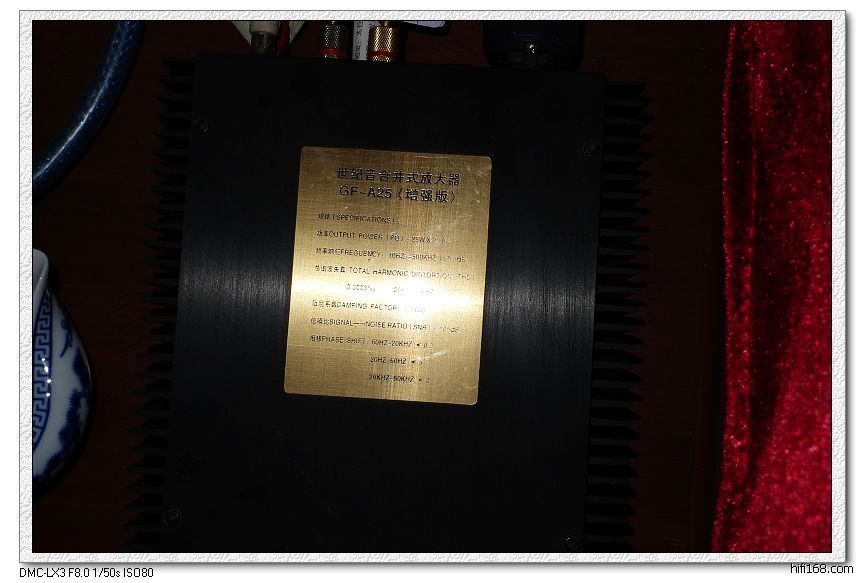 世纪音合并式放大器
GF-A25（增强版）
规格（SPECIFICATIONS）：
功率OUTPUT POWER
频率响应FREGUENCY： 10HZ
总谐波失真 TOTAL HARMONIC DISTORTION
0.0003%
阻尼系数DAMPING FACTOR
信噪比SIGNAL——NOISE RATIO（SNR）
相移PHASE SHIFT： 60HZ-20KHZ
20HZ-60HZ
20KHZ-50KHZ
DMC-LX3 F8.0 1/50s ISO80
hifi168.com